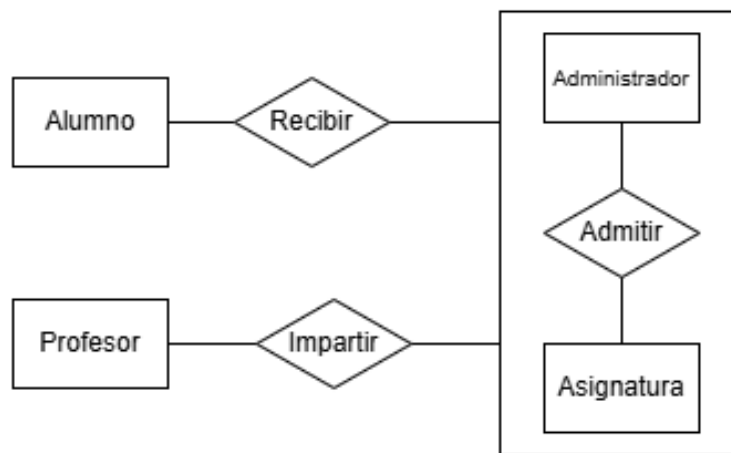 Administrador
Alumno
Recibir
Admitir
Profesor
Impartir
Asignatura